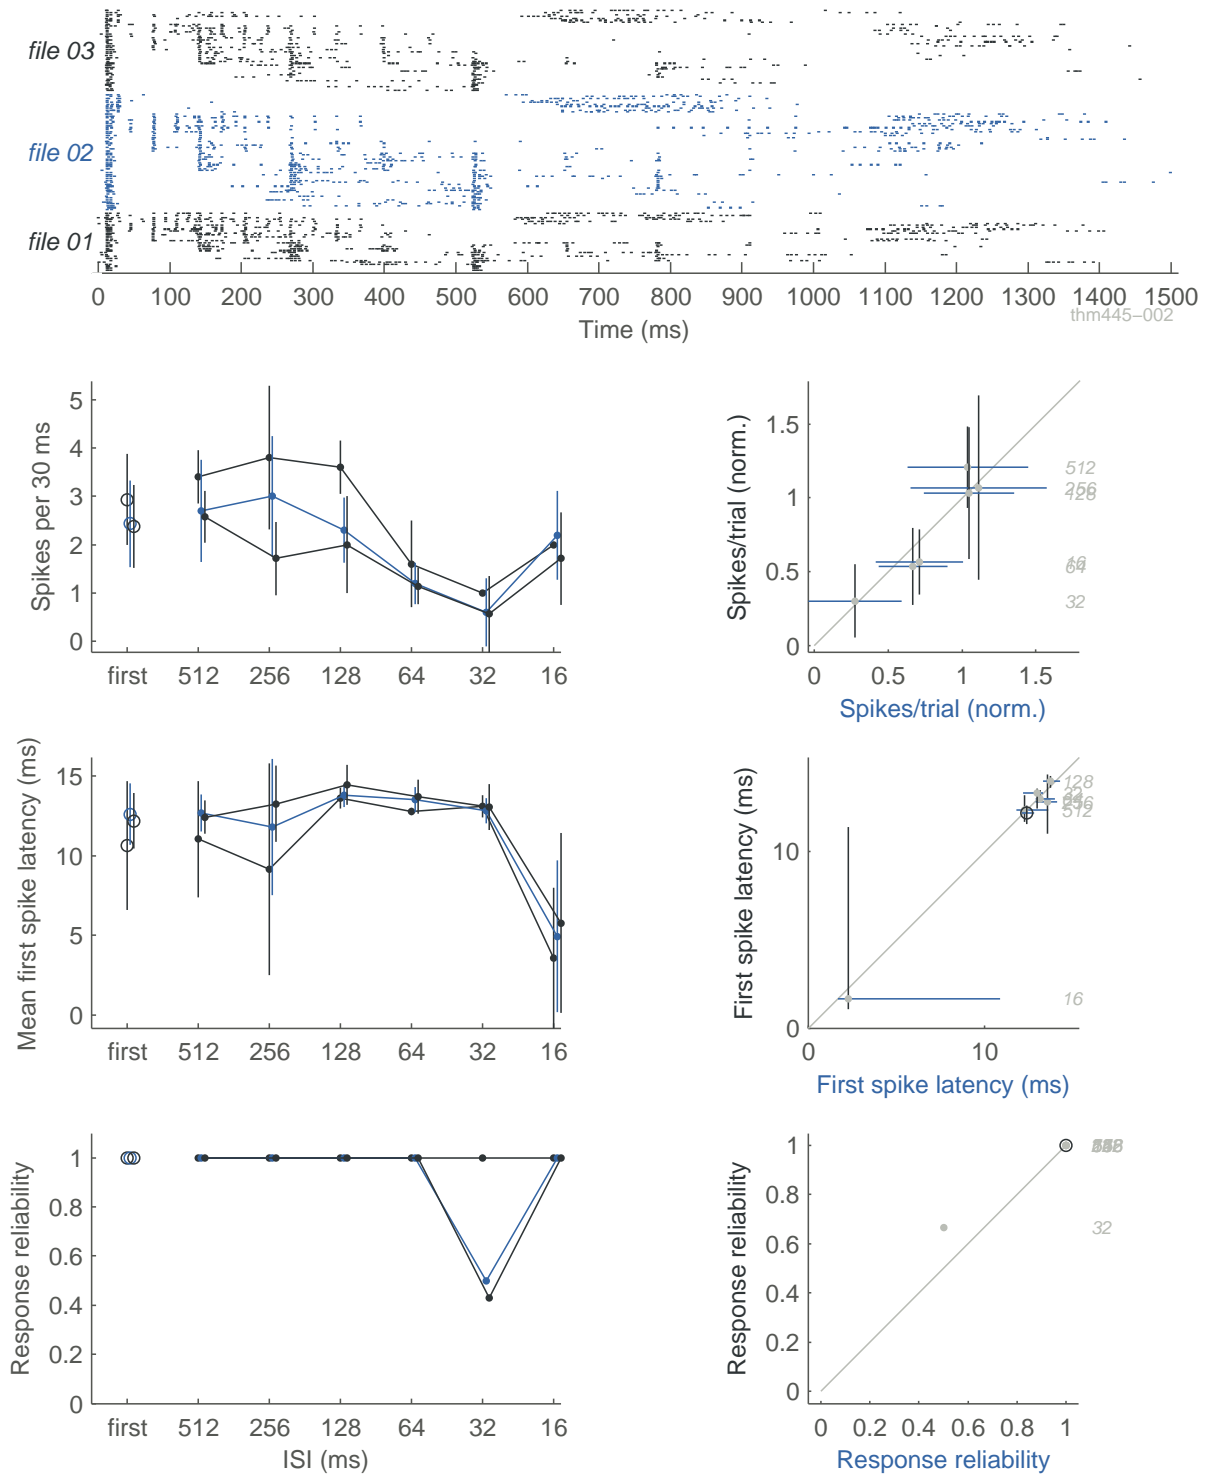 file 03
file 02
file 01
0 100 200 300 400 500 600 700 800 900 1000 1100 1200 1300 1400 1500
Time (ms)
thm445−002
Spikes per 30 ms
5
4
3
2
1
0
first 512 256 128 64 32 16
Spikes/trial (norm.)
1.5
1
0.5
0
512
256
128
64
32
0 0.5 1 1.5
Spikes/trial (norm.)
Mean first spike latency (ms)
15
10
5
0
first 512 256 128 64 32 16
First spike latency (ms)
10
0
128
512
16
0 10
First spike latency (ms)
Response reliability
1
0.8
0.6
0.4
0.2
0
first 512 256 128 64 32 16
ISI (ms)
Response reliability
1
0.8
0.6
0.4
0.2
0
32
0 0.2 0.4 0.6 0.8 1
Response reliability